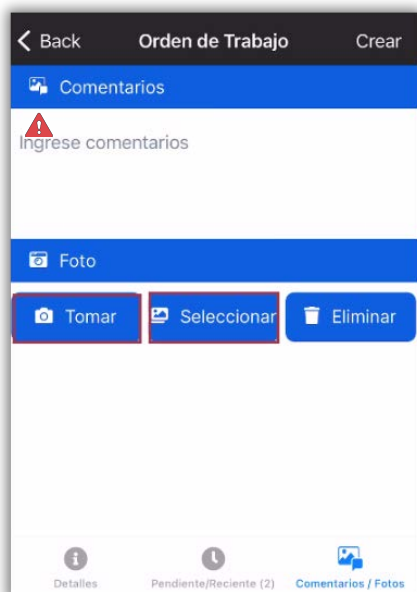 Back Orden de Trabajo Crear
Comentarios
Ingrese comentarios
Foto
Tomar Seleccionar Eliminar
Detalles Pendiente/Reciente (2) Comentarios / Fotos